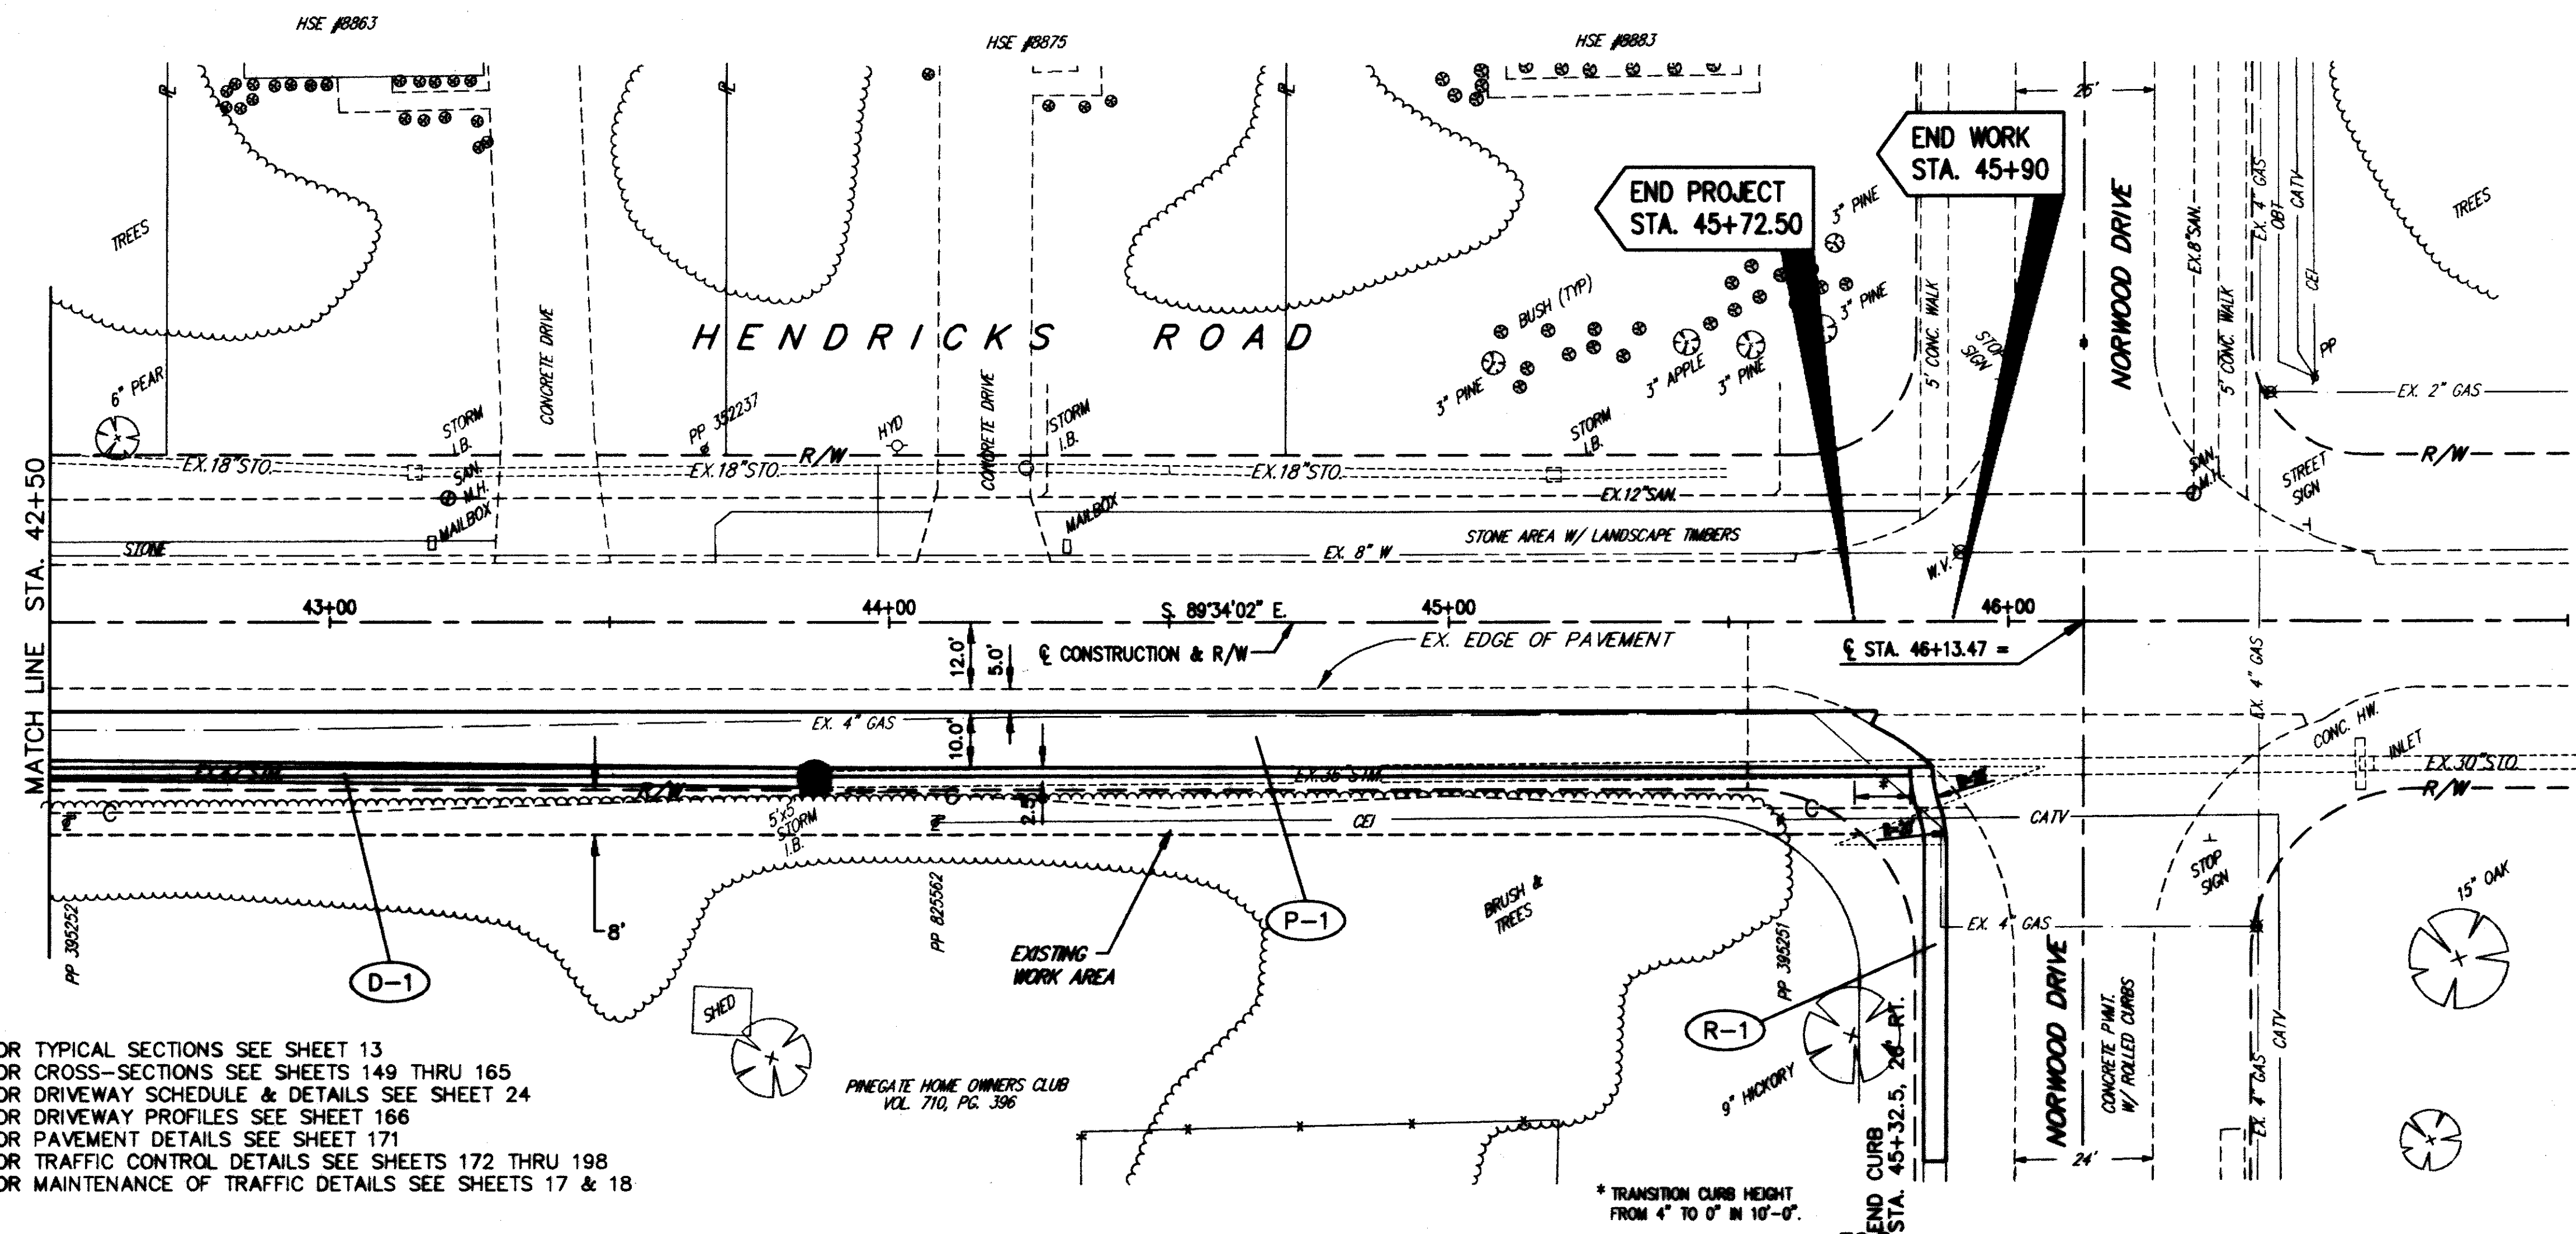 HSE #8863
HSE #8875
HSE #8883
25'
END WORK
STA. 45+90
END PROJECT
STA. 45+72.50
3" PINE
3" PINE
BUSH (TYP)
3" PINE
3" APPLE
3" PINE
TREES
TREES
CONCRETE DRIVE
CONCRETE DRIVE
HENDRICKS ROAD
5' CONC. WALK
STOP
SIGN
NORWOOD DRIVE
EX.8"SAN.
5' CONC. WALK
EX. 4" GAS
OBT
CATV
CEI
PP
EX. 2" GAS
6" PEAR
STORM
I.B.
SAN.
M.H.
MAILBOX
PP 352237
HYD
STORM
I.B.
MAILBOX
STORM
I.B.
R/W
R/W
EX.18"STO.
EX.18"STO.
EX.18"STO.
EX.12"SAN.
SAN.
M.H.
STREET
SIGN
STONE
STONE AREA W/ LANDSCAPE TIMBERS
EX. 8" W
W.V.
MATCH LINE STA. 42+50
43+00
44+00
S. 89°34'02" E.
45+00
46+00
℄ CONSTRUCTION & R/W
EX. EDGE OF PAVEMENT
℄ STA. 46+13.47 =
12.0'
5.0'
10.0'
2.5'
EX. 4" GAS
EX. 4" GAS
R/W
EX.36"STM.
CONC. HW.
INLET
EX.30"STO.
R/W
*
5'x5'
STORM
I.B.
CEI
CATV
8'
PP 395252
PP 825562
PP 395251
D-1
P-1
R-1
EXISTING
WORK AREA
BRUSH &
TREES
STOP
SIGN
EX. 4" GAS
15" OAK
SHED
9" HICKORY
PINEGATE HOME OWNERS CLUB
VOL. 710, PG. 396
END CURB
STA. 45+32.5, 26' RT.
NORWOOD DRIVE
CONCRETE PVMT.
W/ ROLLED CURBS
EX. 4" GAS
CATV
24'
OR TYPICAL SECTIONS SEE SHEET 13
OR CROSS-SECTIONS SEE SHEETS 149 THRU 165
OR DRIVEWAY SCHEDULE & DETAILS SEE SHEET 24
OR DRIVEWAY PROFILES SEE SHEET 166
OR PAVEMENT DETAILS SEE SHEET 171
OR TRAFFIC CONTROL DETAILS SEE SHEETS 172 THRU 198
OR MAINTENANCE OF TRAFFIC DETAILS SEE SHEETS 17 & 18
* TRANSITION CURB HEIGHT
FROM 4" TO 0" IN 10'-0".